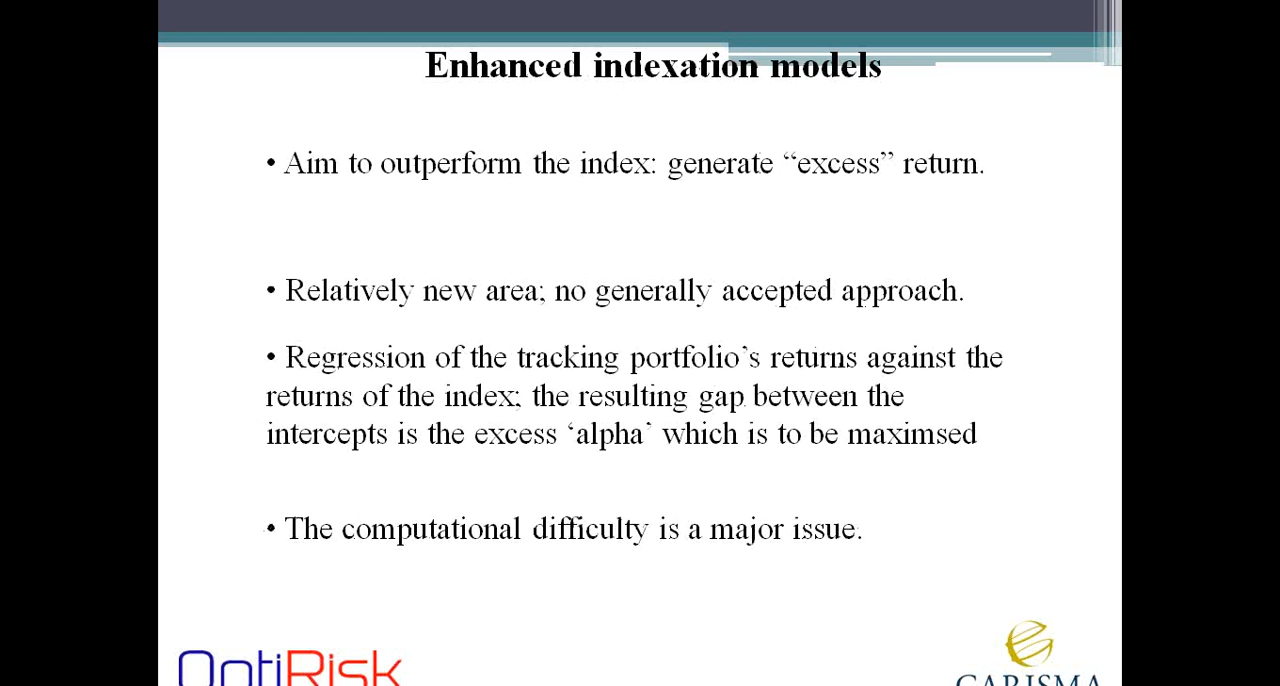 Enhanced indexation models
• Aim to outperform the index: generate “excess” return.
• Relatively new area; no generally accepted approach.
• Regression of the tracking portfolio’s returns against the
returns of the index; the resulting gap between the
intercepts is the excess ‘alpha’ which is to be maximsed
• The computational difficulty is a major issue.
OptiRisk
CARISMA